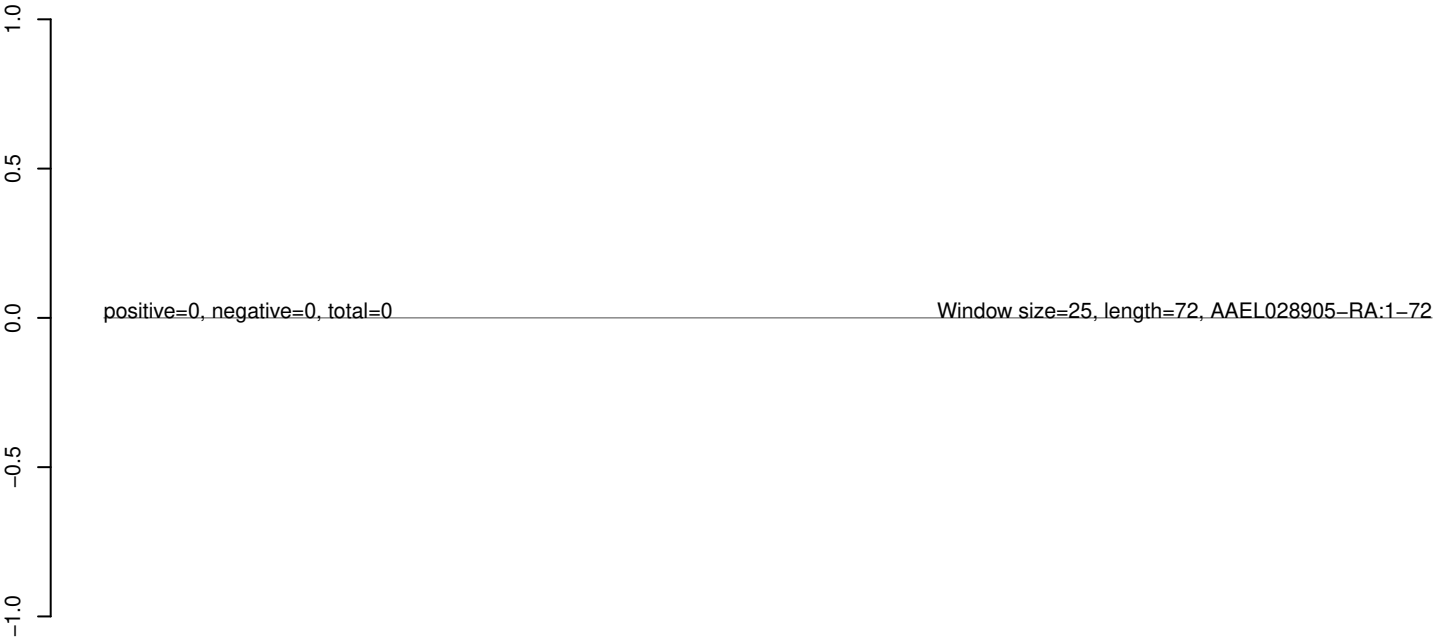 1.0
0.5
0.0
−0.5
−1.0
positive=0, negative=0, total=0
Window size=25, length=72, AAEL028905−RA:1−72